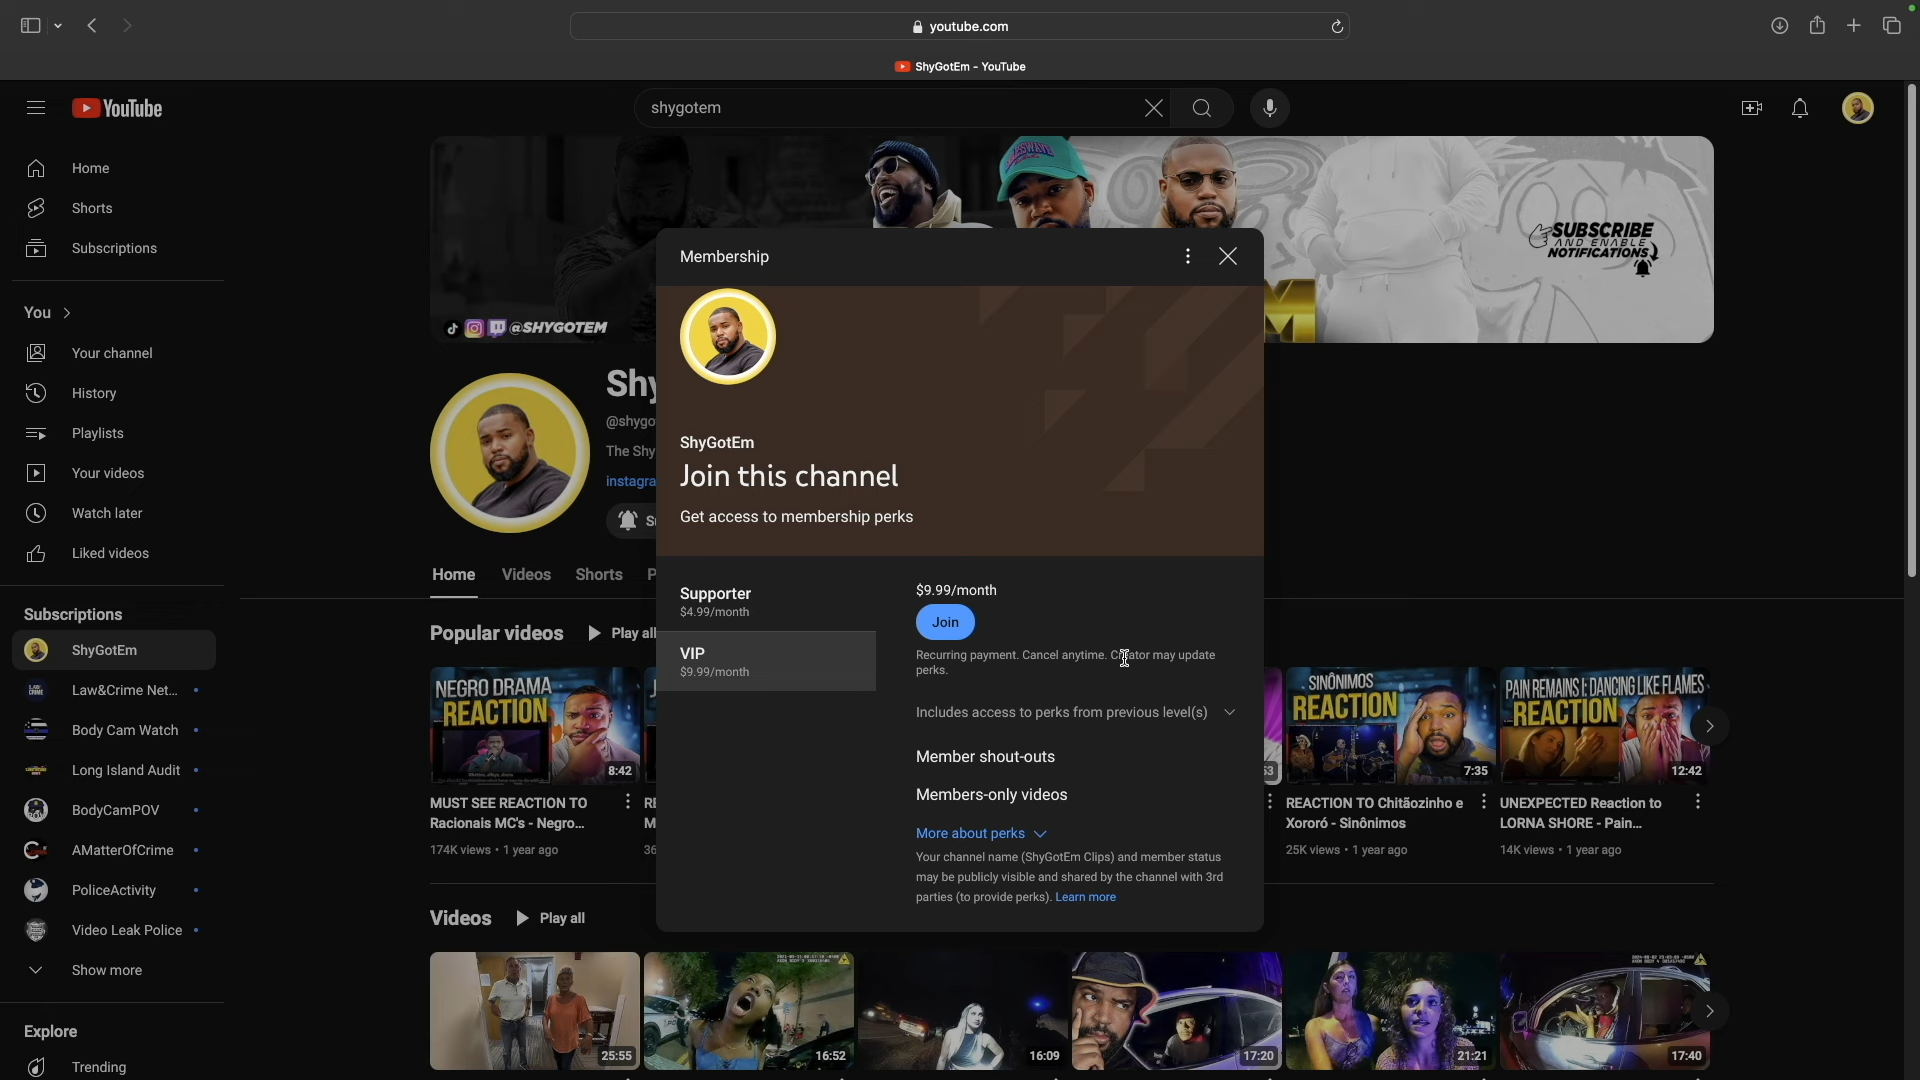 youtube.com
ShyGotEm - YouTube
YouTube
shygotem
Home
Shorts
Subscriptions
You
Your channel
History
Playlists
Your videos
Watch later
Liked videos
Subscriptions
ShyGotEm
Law&Crime Net...
Body Cam Watch
Long Island Audit
BodyCamPOV
AMatterOfCrime
PoliceActivity
Video Leak Police
Show more
Explore
Trending
@SHYGOTEM
SUBSCRIBE
AND ENABLE
NOTIFICATIONS
Shy
@shygo
The Shy
instagra
Home Videos Shorts P
Membership
ShyGotEm
Join this channel
Get access to membership perks
Supporter
$4.99/month
VIP
$9.99/month
$9.99/month
Join
Recurring payment. Cancel anytime. Creator may update
perks.
Includes access to perks from previous level(s)
Member shout-outs
Members-only videos
More about perks
Your channel name (ShyGotEm Clips) and member status
may be publicly visible and shared by the channel with 3rd
parties (to provide perks). Learn more
Popular videos Play all
NEGRO DRAMA
REACTION
8:42
MUST SEE REACTION TO
Racionais MC's - Negro...
174K views • 1 year ago
SINÔNIMOS
REACTION
7:35
REACTION TO Chitãozinho e
Xororó - Sinônimos
25K views • 1 year ago
PAIN REMAINS I: DANCING LIKE FLAMES
REACTION
12:42
UNEXPECTED Reaction to
LORNA SHORE - Pain...
14K views • 1 year ago
Videos Play all
25:55
16:52
16:09
17:20
21:21
17:40